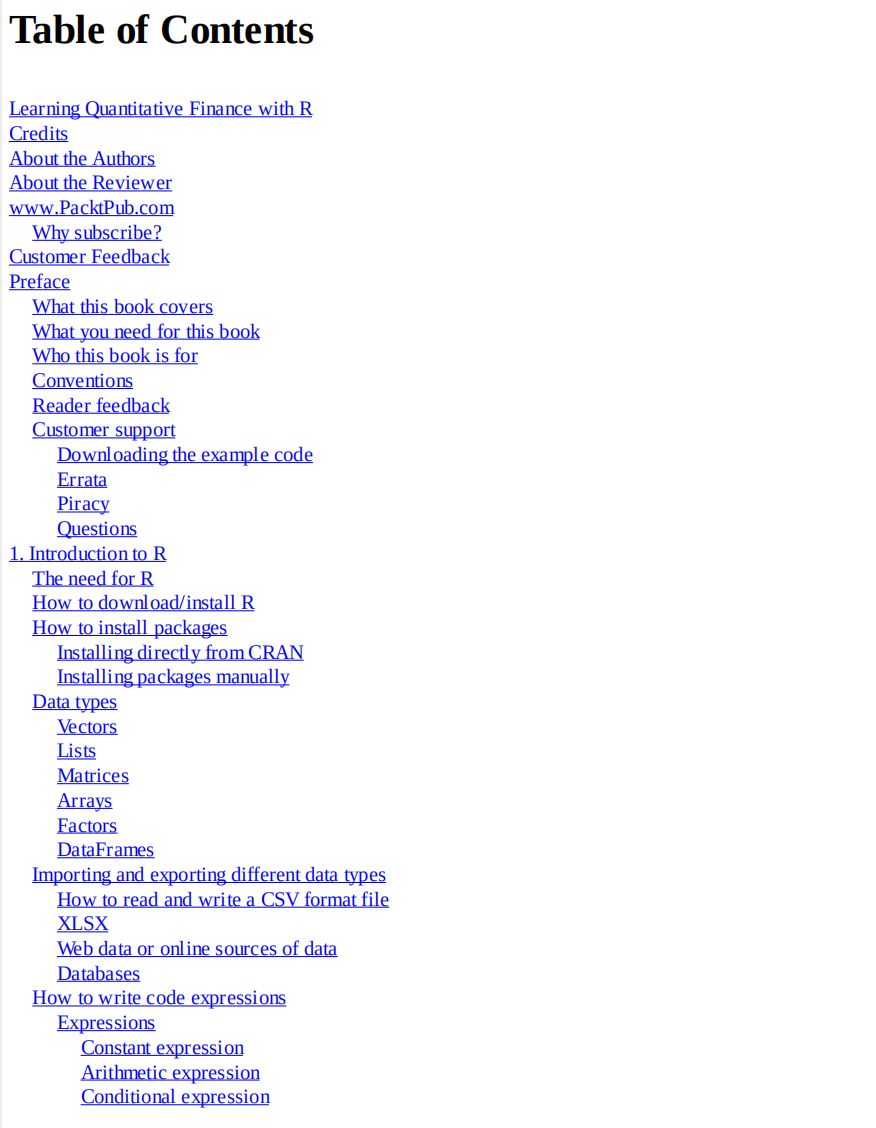 Table of Contents
Learning Quantitative Finance with R
Credits
About the Authors
About the Reviewer
www.PacktPub.com
Why subscribe?
Customer Feedback
Preface
What this book covers
What you need for this book
Who this book is for
Conventions
Reader feedback
Customer support
Downloading the example code
Errata
Piracy
Questions
1. Introduction to R
The need for R
How to download/install R
How to install packages
Installing directly from CRAN
Installing packages manually
Data types
Vectors
Lists
Matrices
Arrays
Factors
DataFrames
Importing and exporting different data types
How to read and write a CSV format file
XLSX
Web data or online sources of data
Databases
How to write code expressions
Expressions
Constant expression
Arithmetic expression
Conditional expression